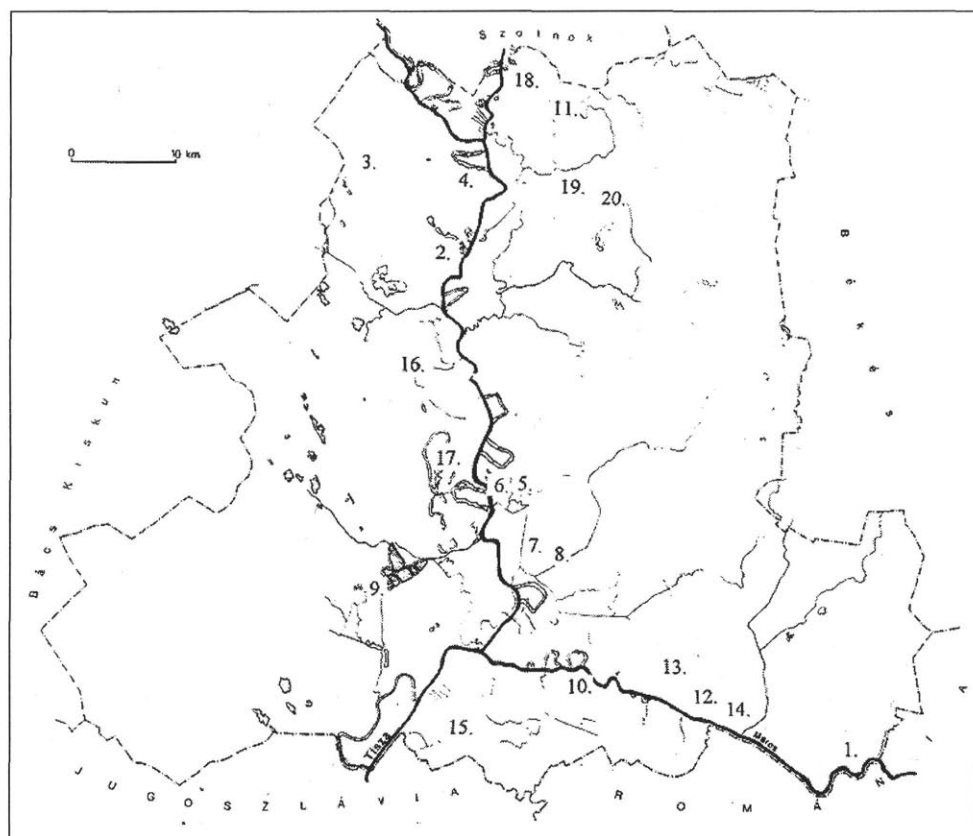 Szolnok
18.
11.
0 10 km
3.
4.
19.
20.
2.
Békés
16.
Bács Kiskun
17.
6. 5.
7. 8.
9.
13.
10.
12.
14.
15.
Tisza
Maros
1.
JUGOSZLÁVIA
ROMÁNIA